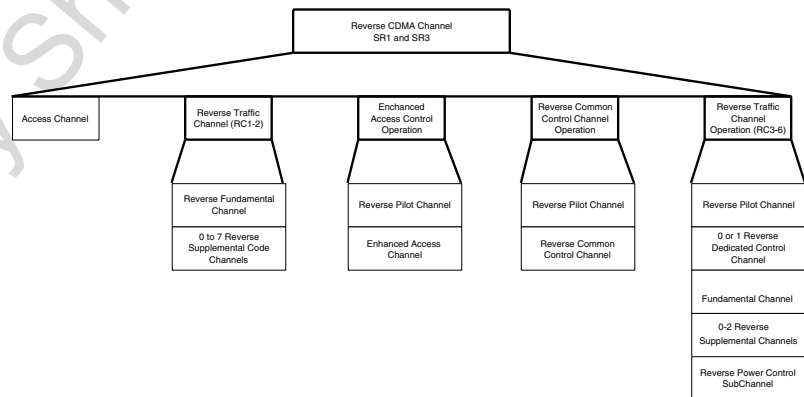 Reverse CDMA Channel
SR1 and SR3
Access Channel
Reverse Traffic
Channel (RC1-2)
Enchanced
Access Control
Operation
Reverse Common
Control Channel
Operation
Reverse Traffic
Channel
Operation (RC3-6)
Reverse Fundamental
Channel
0 to 7 Reverse
Supplemental Code
Channels
Reverse Pilot Channel
Enhanced Access
Channel
Reverse Pilot Channel
Reverse Common
Control Channel
Reverse Pilot Channel
0 or 1 Reverse
Dedicated Control
Channel
Fundamental Channel
0-2 Reverse
Supplemental Channels
Reverse Power Control
SubChannel